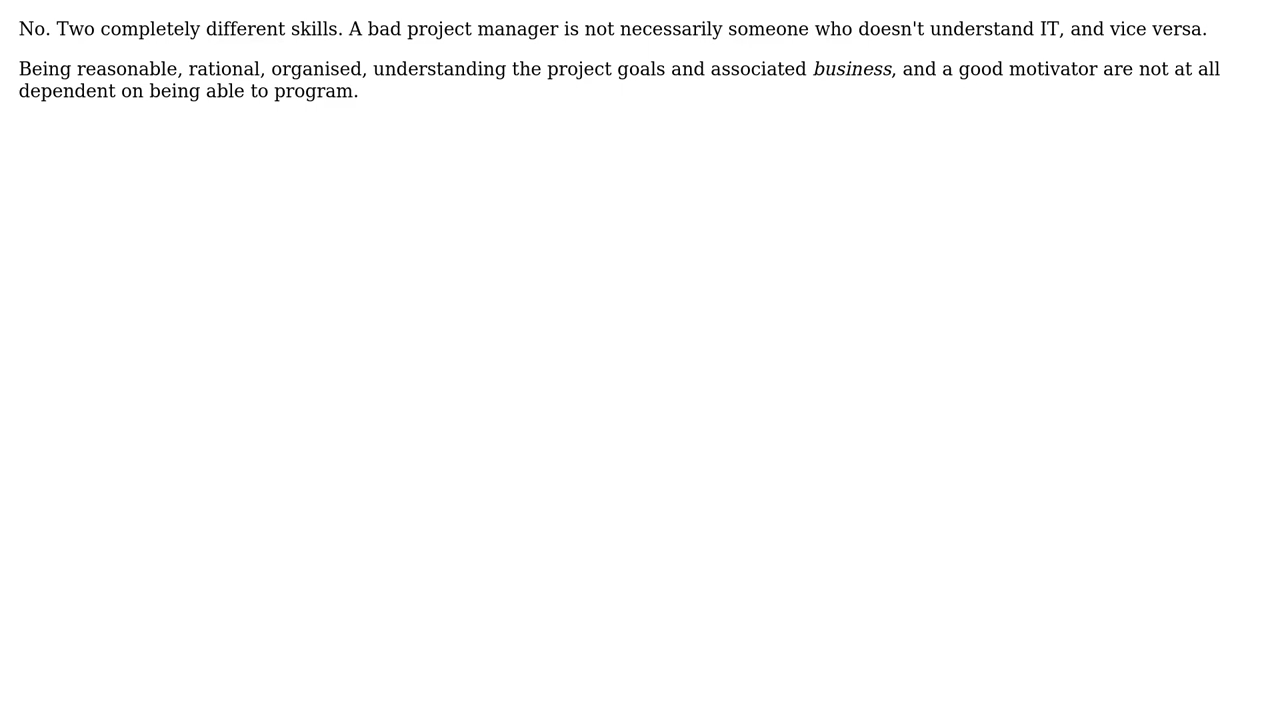 No. Two completely different skills. A bad project manager is not necessarily someone who doesn't understand IT, and vice versa.
Being reasonable, rational, organised, understanding the project goals and associated business, and a good motivator are not at all
dependent on being able to program.